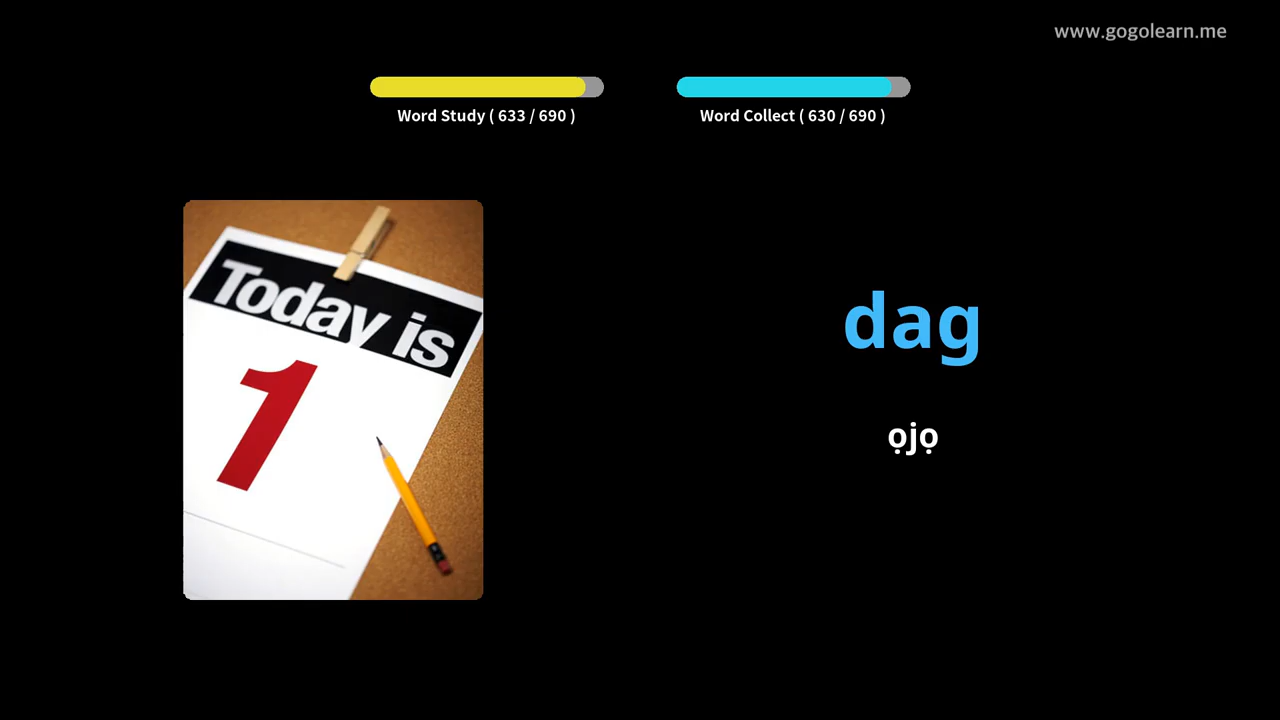 www.gogolearn.me
Word Study ( 633 / 690 )
Word Collect ( 630 / 690 )
Today is
1
dag
ọjọ